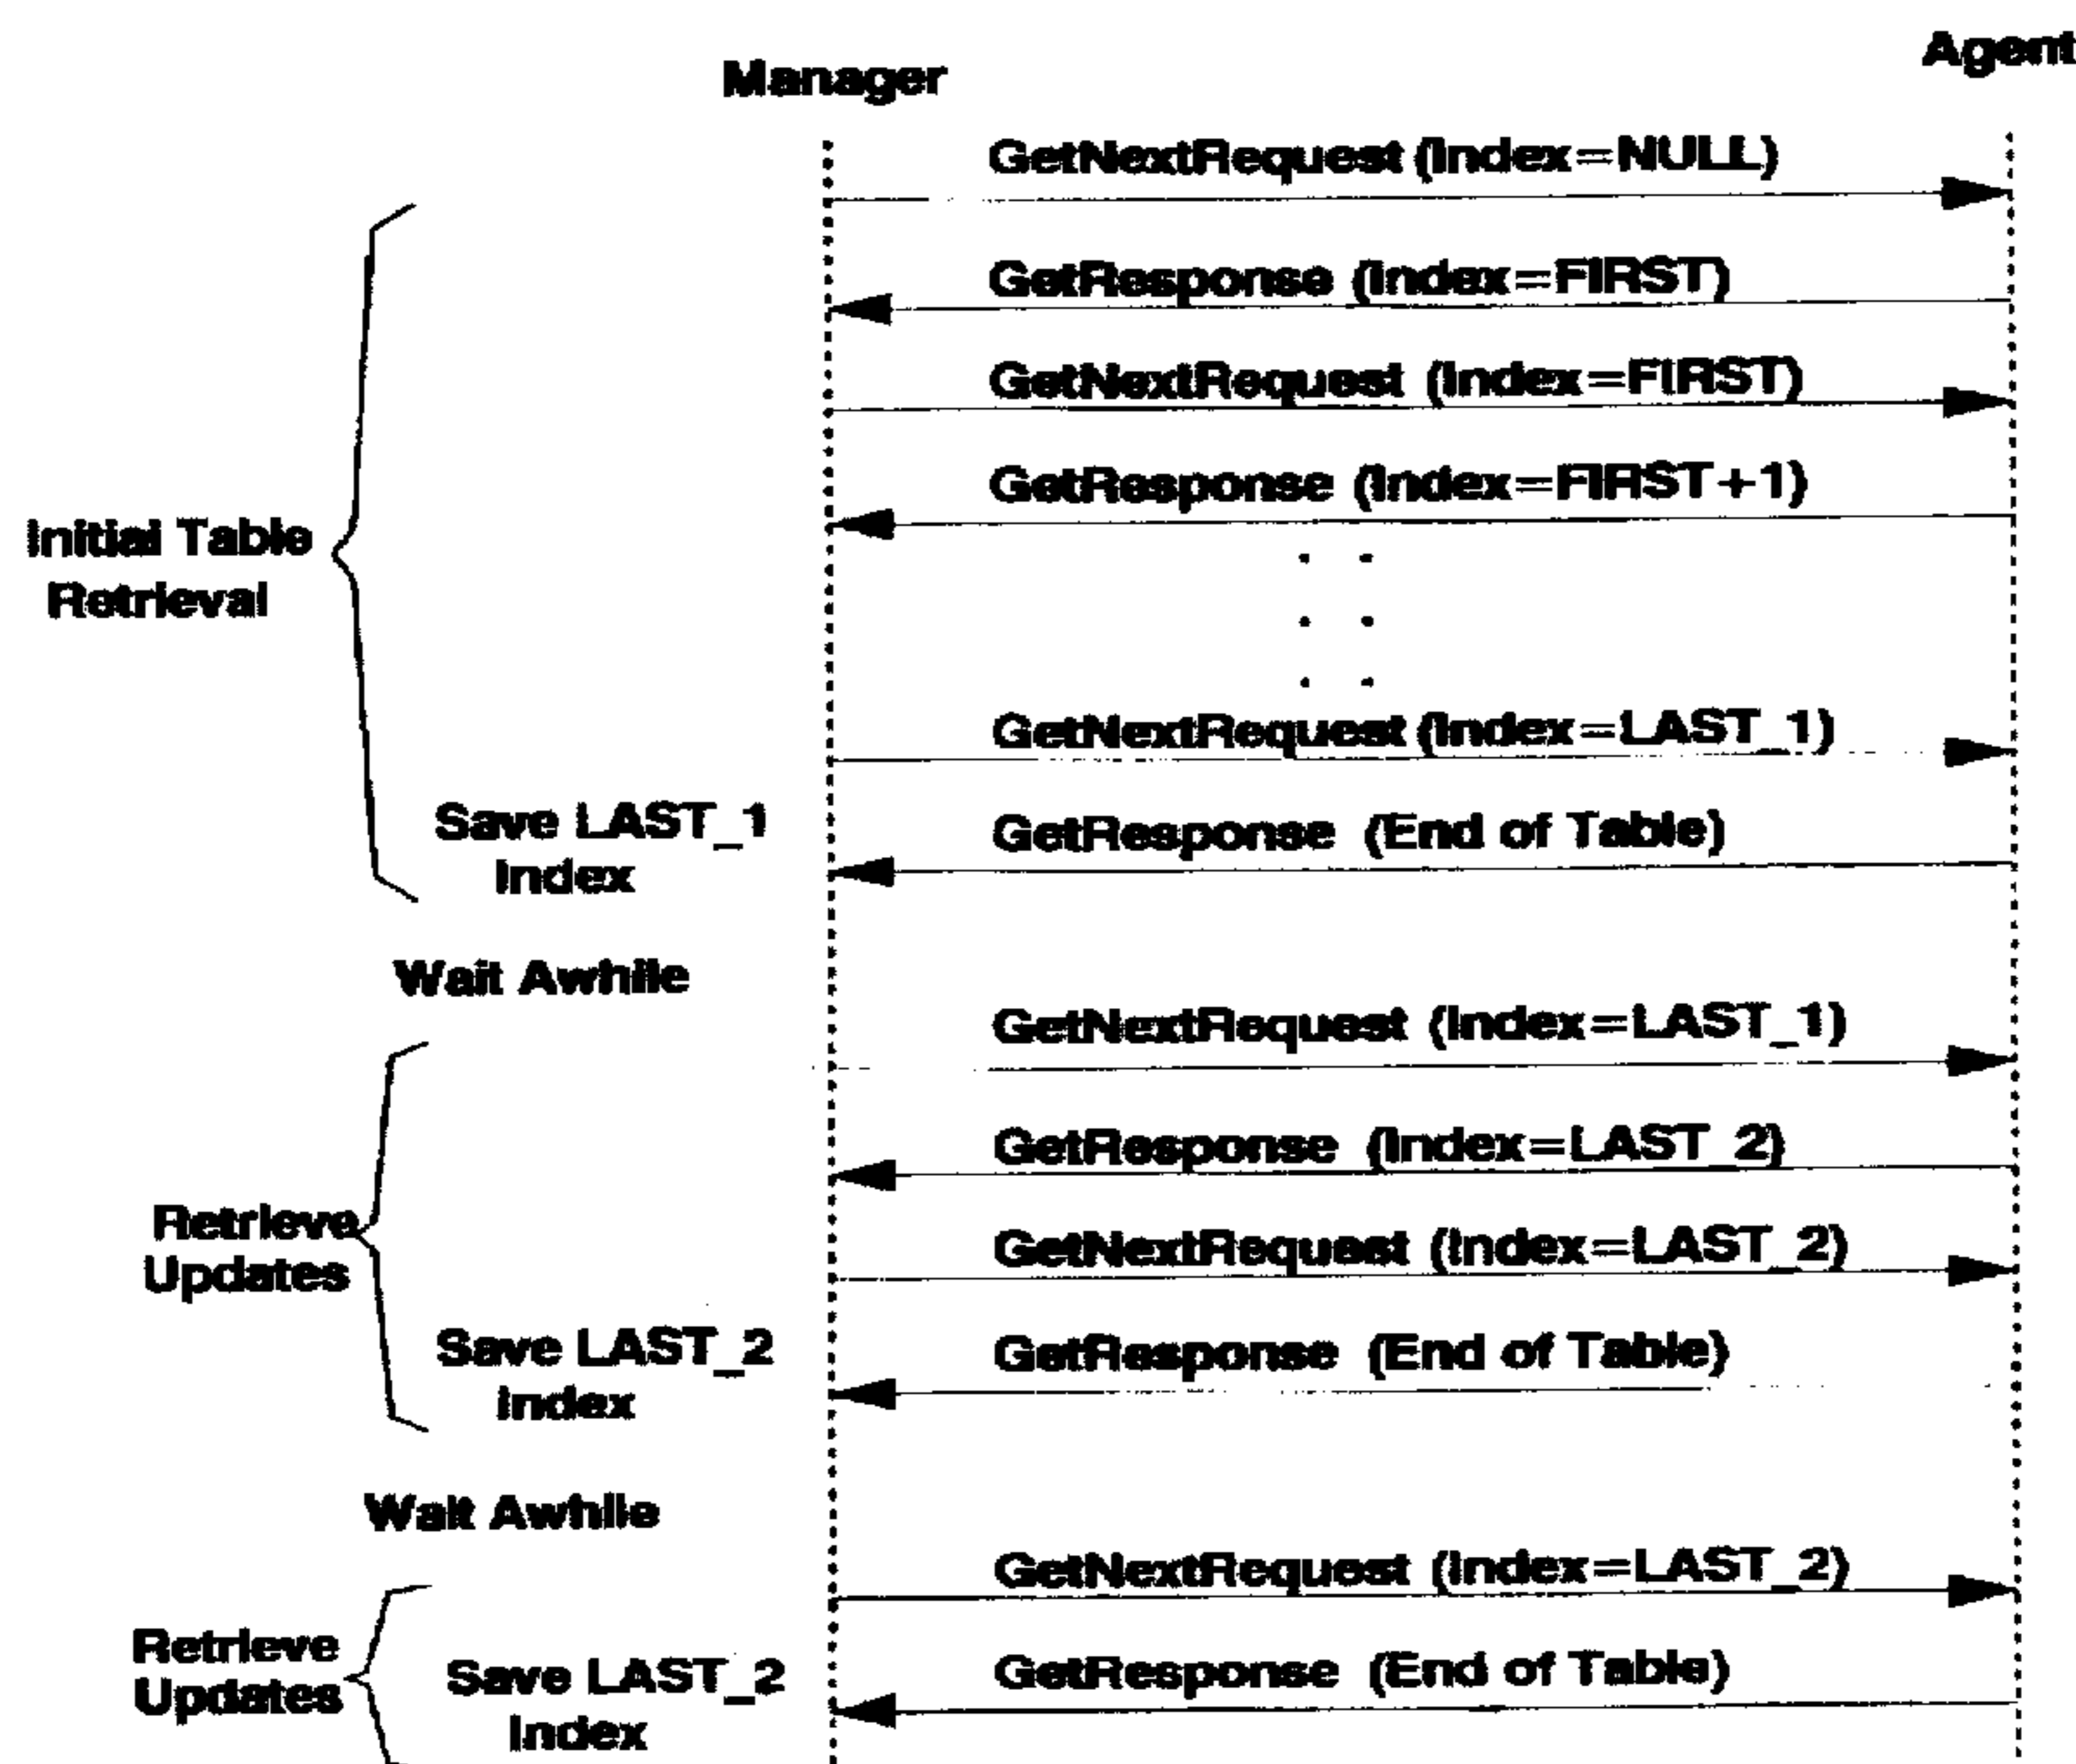 Manager
Agent
GetNextRequest (Index=NULL)
GetResponse (Index=FIRST)
GetNextRequest (Index=FIRST)
GetResponse (Index=FIRST+1)
Initial Table
Retrieval
GetNextRequest (Index=LAST_1)
Save LAST_1
Index
GetResponse (End of Table)
Wait Awhile
GetNextRequest (Index=LAST_1)
GetResponse (Index=LAST_2)
Retrieve
Updates
GetNextRequest (Index=LAST_2)
Save LAST_2
Index
GetResponse (End of Table)
Wait Awhile
GetNextRequest (Index=LAST_2)
Retrieve
Updates
Save LAST_2
Index
GetResponse (End of Table)